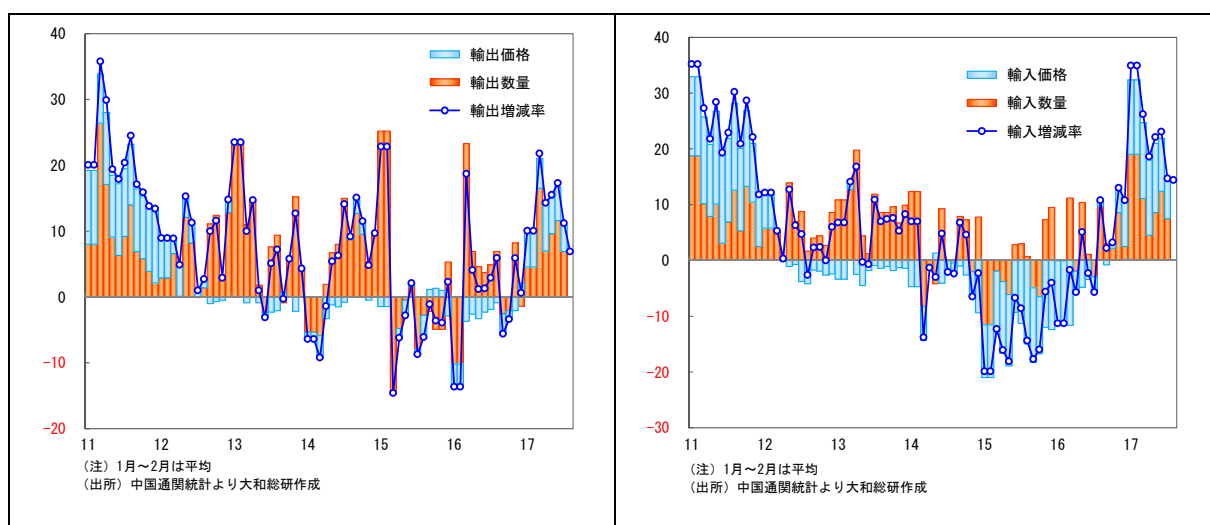 40
30
20
10
0
-10
-20
輸出価格
輸出数量
輸出増減率
11 12 13 14 15 16 17
（注）1月～2月は平均
（出所）中国通関統計より大和総研作成
40
30
20
10
0
-10
-20
-30
輸入価格
輸入数量
輸入増減率
11 12 13 14 15 16 17
（注）1月～2月は平均
（出所）中国通関統計より大和総研作成